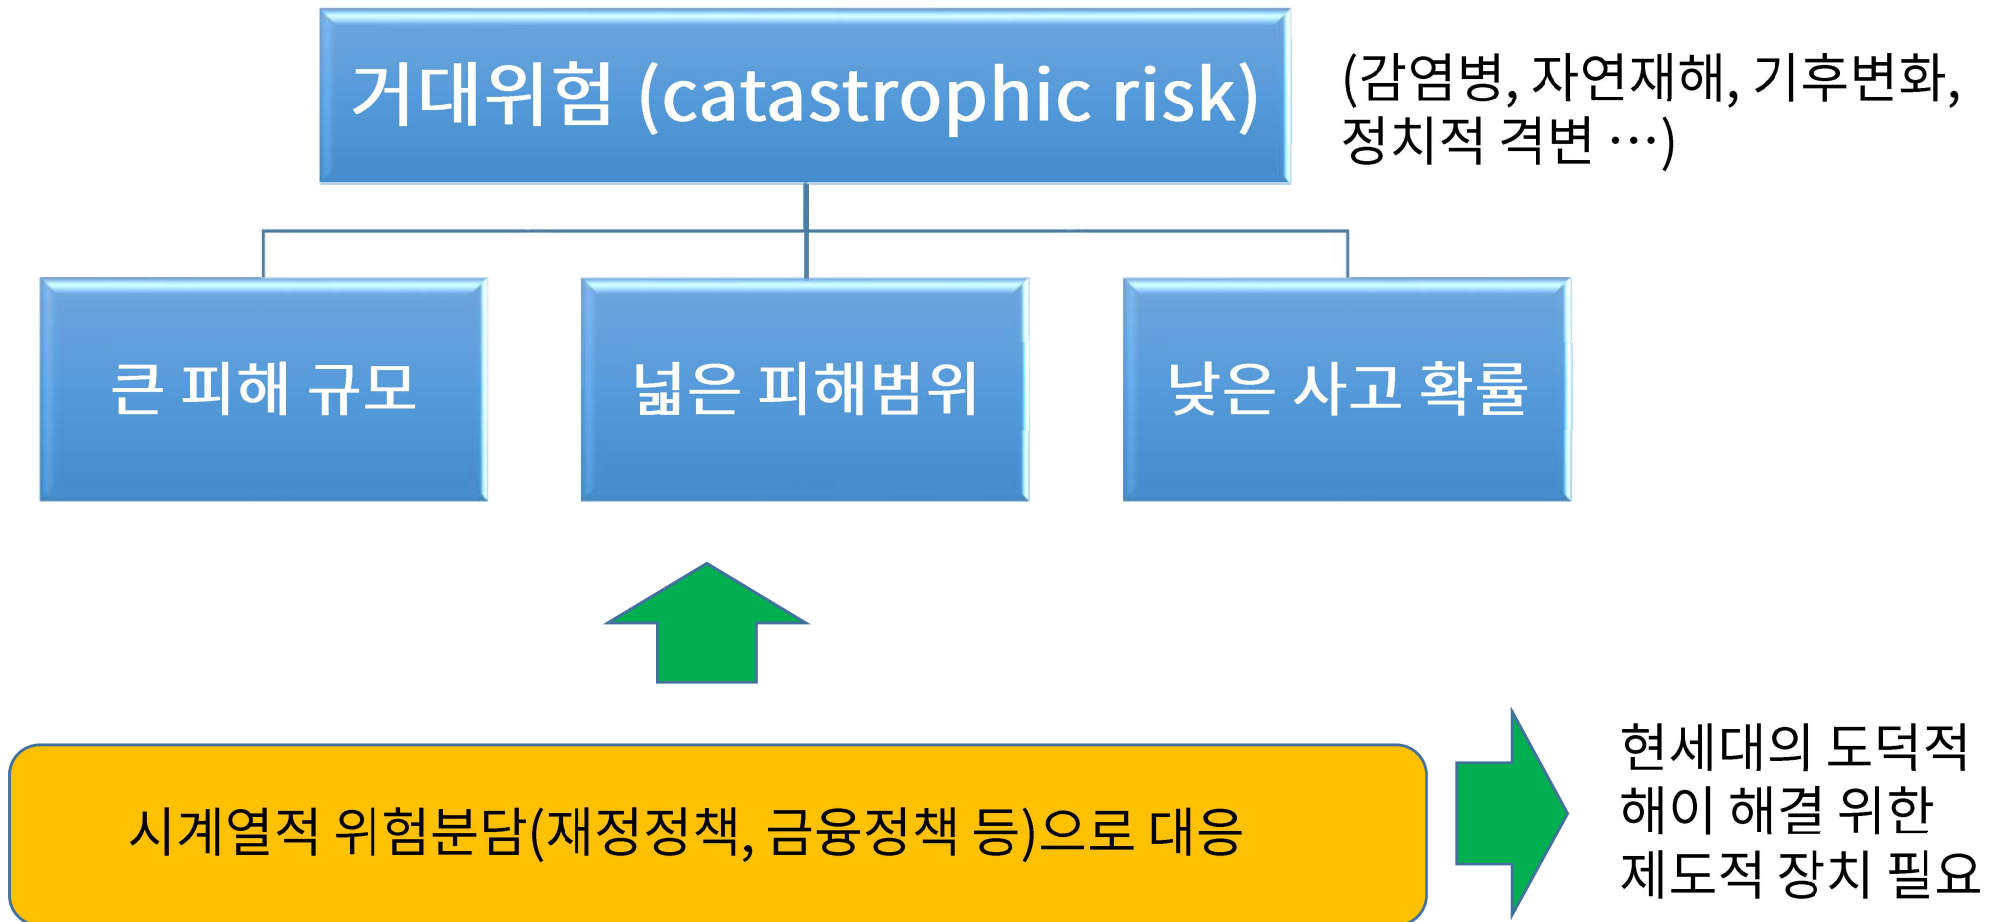 거대위험 (catastrophic risk)
(감염병, 자연재해, 기후변화,
정치적 격변 …)
큰 피해 규모
넓은 피해범위
낮은 사고 확률
시계열적 위험분담(재정정책, 금융정책 등)으로 대응
현세대의 도덕적
해이 해결 위한
제도적 장치 필요